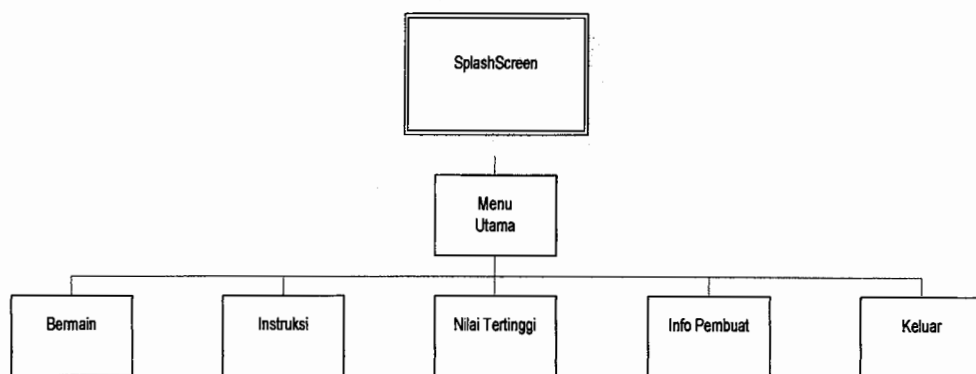 SplashScreen
Menu
Utama
Bermain
Instruksi
Nilai Tertinggi
Info Pembuat
Keluar